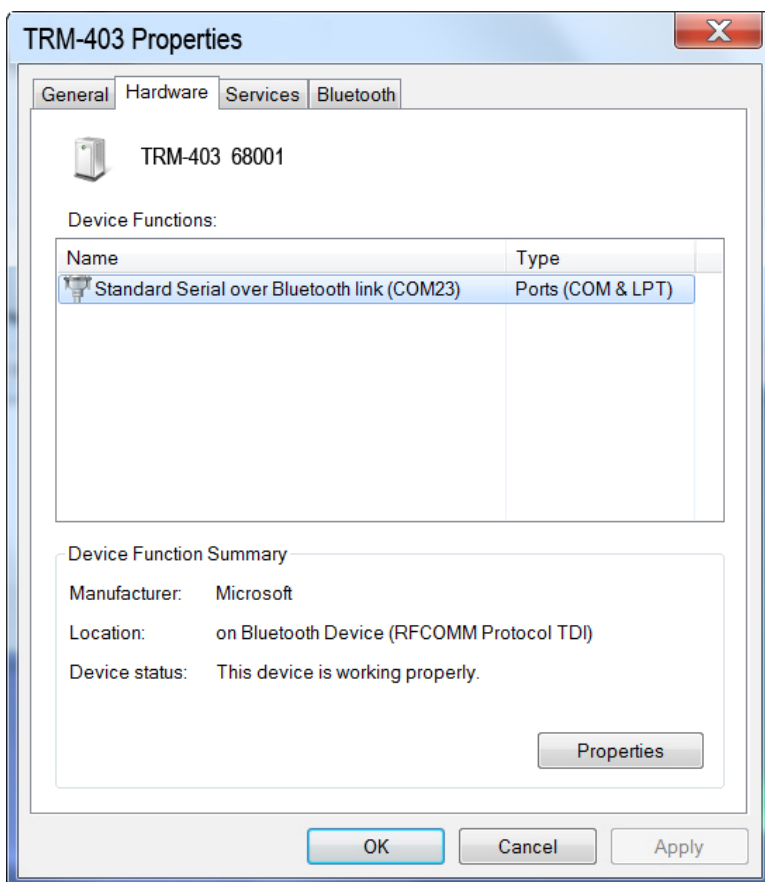 TRM-403 Properties
General Hardware Services Bluetooth
TRM-403 68001
Device Functions:
Name Type
Standard Serial over Bluetooth link (COM23) Ports (COM & LPT)
Device Function Summary
Manufacturer: Microsoft
Location: on Bluetooth Device (RFCOMM Protocol TDI)
Device status: This device is working properly.
Properties
OK Cancel Apply